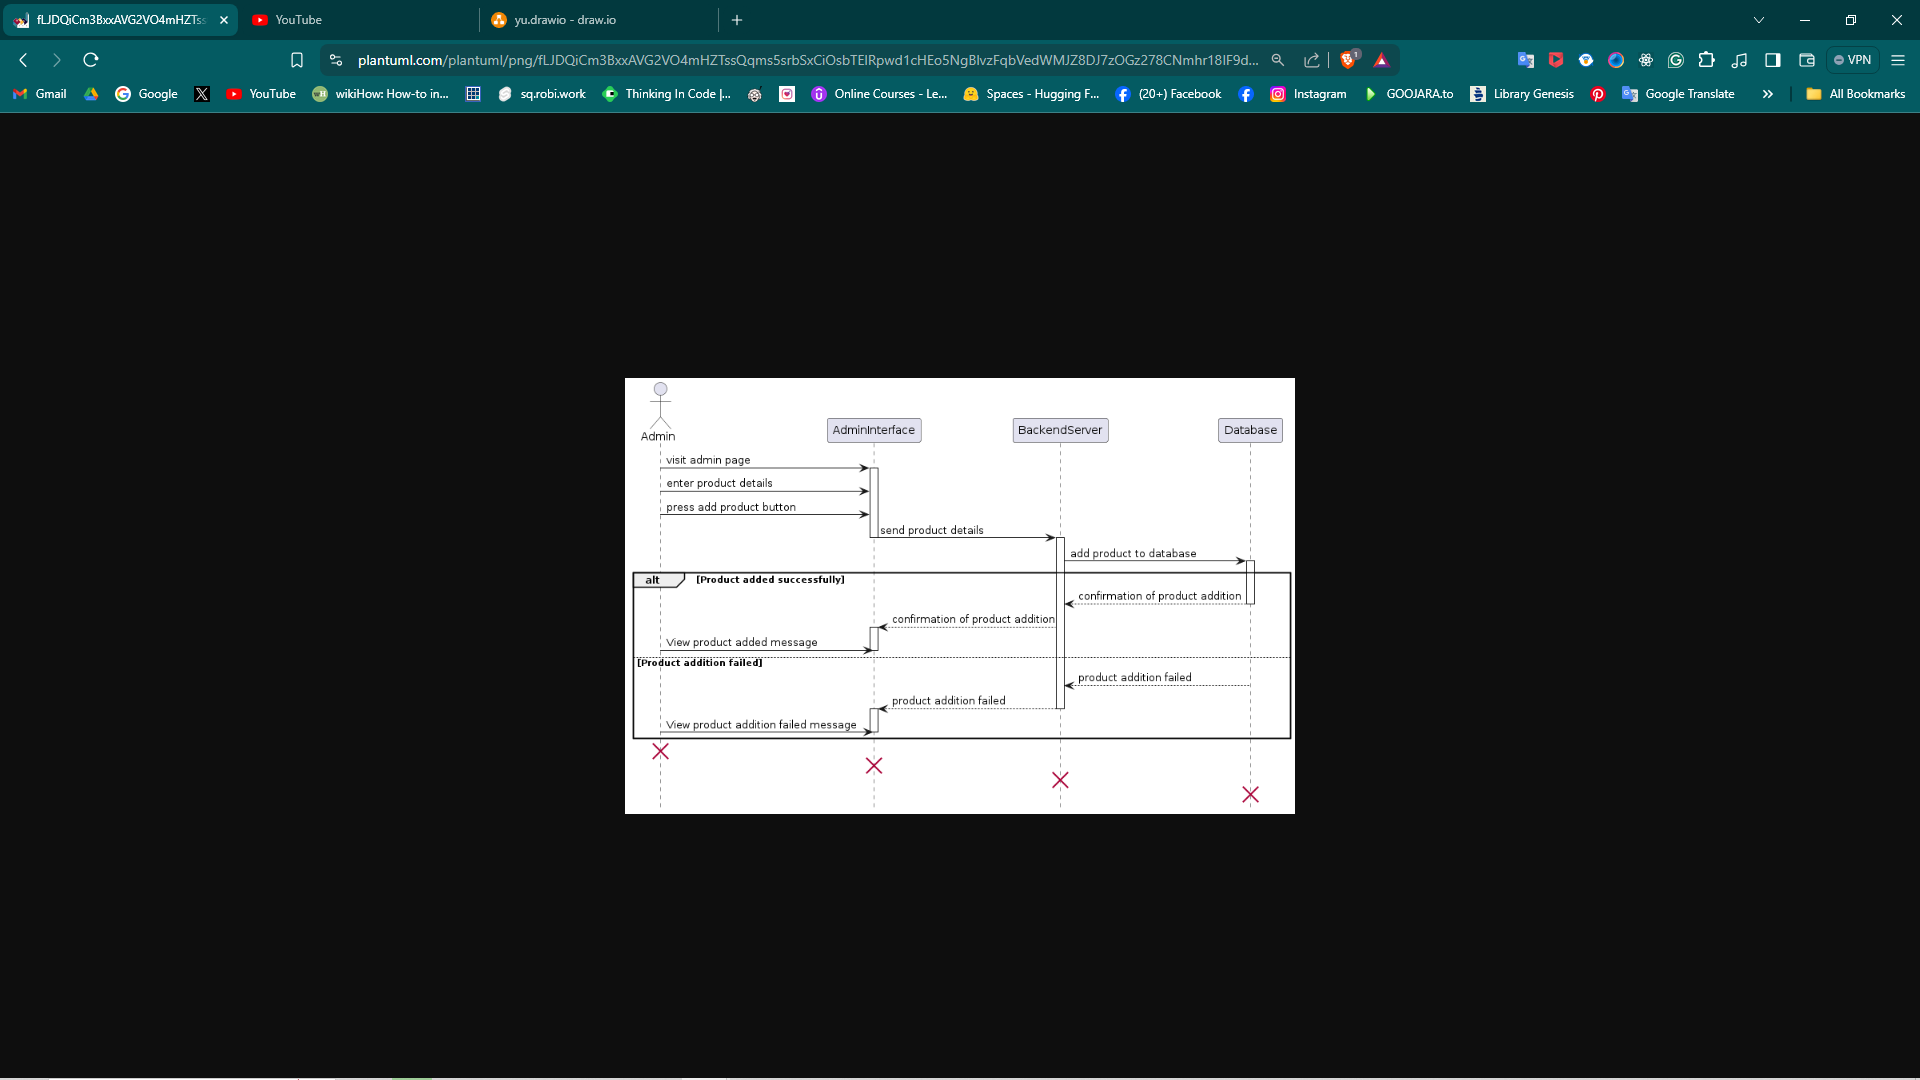 fLJDQiCm3BxxAVG2VO4mHZTss
YouTube
yu.drawio - draw.io
plantuml.com/plantuml/png/fLJDQiCm3BxxAVG2VO4mHZTssQqms5srbSxCiOsbTEIRpwd1cHEo5NgBlvzFqbVedWMJZ8DJ7zOGz278CNmhr18IF9d...
1
VPN
Gmail
Google
YouTube
wikiHow: How-to in...
sq.robi.work
Thinking In Code |...
Online Courses - Le...
Spaces - Hugging F...
(20+) Facebook
Instagram
GOOJARA.to
Library Genesis
Google Translate
All Bookmarks
Admin
AdminInterface
BackendServer
Database
visit admin page
enter product details
press add product button
send product details
add product to database
alt
[Product added successfully]
confirmation of product addition
confirmation of product addition
View product added message
[Product addition failed]
product addition failed
product addition failed
View product addition failed message